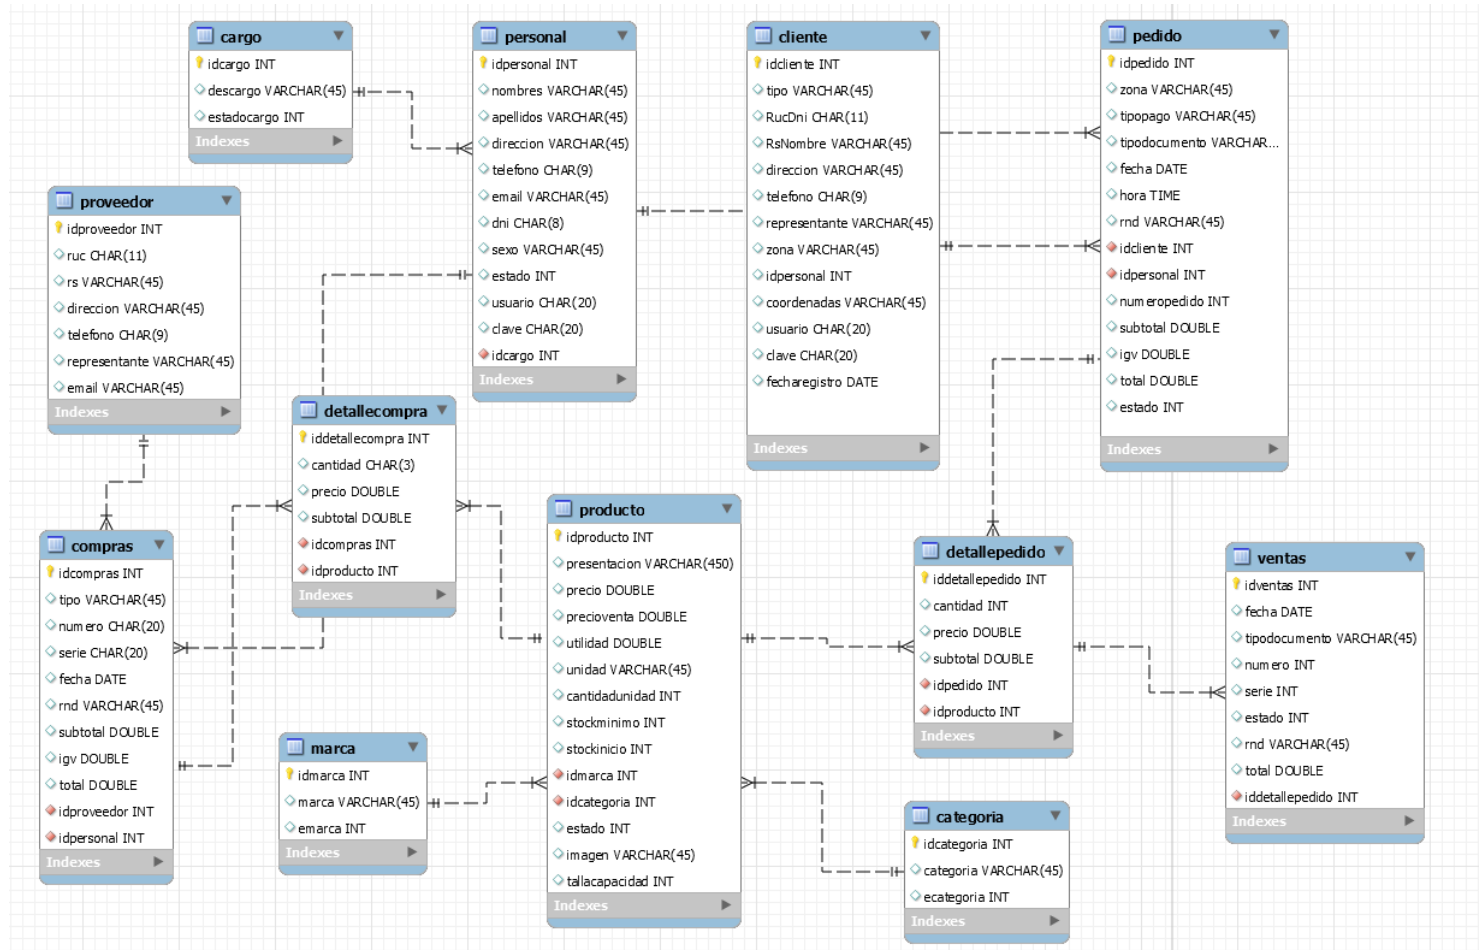 cargo
idcargo INT
descargo VARCHAR(45)
estadocargo INT
Indexes
personal
idpersonal INT
nombres VARCHAR(45)
apellidos VARCHAR(45)
direccion VARCHAR(45)
telefono CHAR(9)
email VARCHAR(45)
dni CHAR(8)
sexo VARCHAR(45)
estado INT
usuario CHAR(20)
clave CHAR(20)
idcargo INT
Indexes
cliente
idcliente INT
tipo VARCHAR(45)
RucDni CHAR(11)
RsNombre VARCHAR(45)
direccion VARCHAR(45)
telefono CHAR(9)
representante VARCHAR(45)
zona VARCHAR(45)
idpersonal INT
coordenadas VARCHAR(45)
usuario CHAR(20)
clave CHAR(20)
fecharegistro DATE
Indexes
pedido
idpedido INT
zona VARCHAR(45)
tipopago VARCHAR(45)
tipodocumento VARCHAR...
fecha DATE
hora TIME
rnd VARCHAR(45)
idcliente INT
idpersonal INT
numeropedido INT
subtotal DOUBLE
igv DOUBLE
total DOUBLE
estado INT
Indexes
proveedor
idproveedor INT
ruc CHAR(11)
rs VARCHAR(45)
direccion VARCHAR(45)
telefono CHAR(9)
representante VARCHAR(45)
email VARCHAR(45)
Indexes
detallecompra
iddetallecompra INT
cantidad CHAR(3)
precio DOUBLE
subtotal DOUBLE
idcompras INT
idproducto INT
Indexes
compras
idcompras INT
tipo VARCHAR(45)
numero CHAR(20)
serie CHAR(20)
fecha DATE
rnd VARCHAR(45)
subtotal DOUBLE
igv DOUBLE
total DOUBLE
idproveedor INT
idpersonal INT
Indexes
producto
idproducto INT
presentacion VARCHAR(450)
precio DOUBLE
precioventa DOUBLE
utilidad DOUBLE
unidad VARCHAR(45)
cantidadunidad INT
stockminimo INT
stockinicio INT
idmarca INT
idcategoria INT
estado INT
imagen VARCHAR(45)
tallacapacidad INT
Indexes
detallepedido
iddetallepedido INT
cantidad INT
precio DOUBLE
subtotal DOUBLE
idpedido INT
idproducto INT
Indexes
ventas
idventas INT
fecha DATE
tipodocumento VARCHAR(45)
numero INT
serie INT
estado INT
rnd VARCHAR(45)
total DOUBLE
iddetallepedido INT
Indexes
marca
idmarca INT
marca VARCHAR(45)
emarca INT
Indexes
categoria
idcategoria INT
categoria VARCHAR(45)
ecategoria INT
Indexes